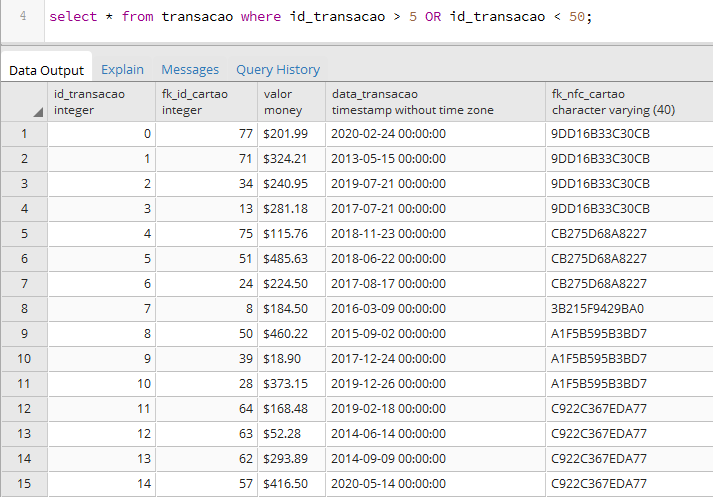 4 select * from transacao where id_transacao > 5 OR id_transacao < 50;
Data Output Explain Messages Query History
id_transacao fk_id_cartao valor data_transacao fk_nfc_cartao
integer integer money timestamp without time zone character varying (40)
1 0 77 $201.99 2020-02-24 00:00:00 9DD16B33C30CB
2 1 71 $324.21 2013-05-15 00:00:00 9DD16B33C30CB
3 2 34 $240.95 2019-07-21 00:00:00 9DD16B33C30CB
4 3 13 $281.18 2017-07-21 00:00:00 9DD16B33C30CB
5 4 75 $115.76 2018-11-23 00:00:00 CB275D68A8227
6 5 51 $485.63 2018-06-22 00:00:00 CB275D68A8227
7 6 24 $224.50 2017-08-17 00:00:00 CB275D68A8227
8 7 8 $184.50 2016-03-09 00:00:00 3B215F9429BA0
9 8 50 $460.22 2015-09-02 00:00:00 A1F5B595B3BD7
10 9 39 $18.90 2017-12-24 00:00:00 A1F5B595B3BD7
11 10 28 $373.15 2019-12-26 00:00:00 A1F5B595B3BD7
12 11 64 $168.48 2019-02-18 00:00:00 C922C367EDA77
13 12 63 $52.28 2014-06-14 00:00:00 C922C367EDA77
14 13 62 $293.89 2014-09-09 00:00:00 C922C367EDA77
15 14 57 $416.50 2020-05-14 00:00:00 C922C367EDA77